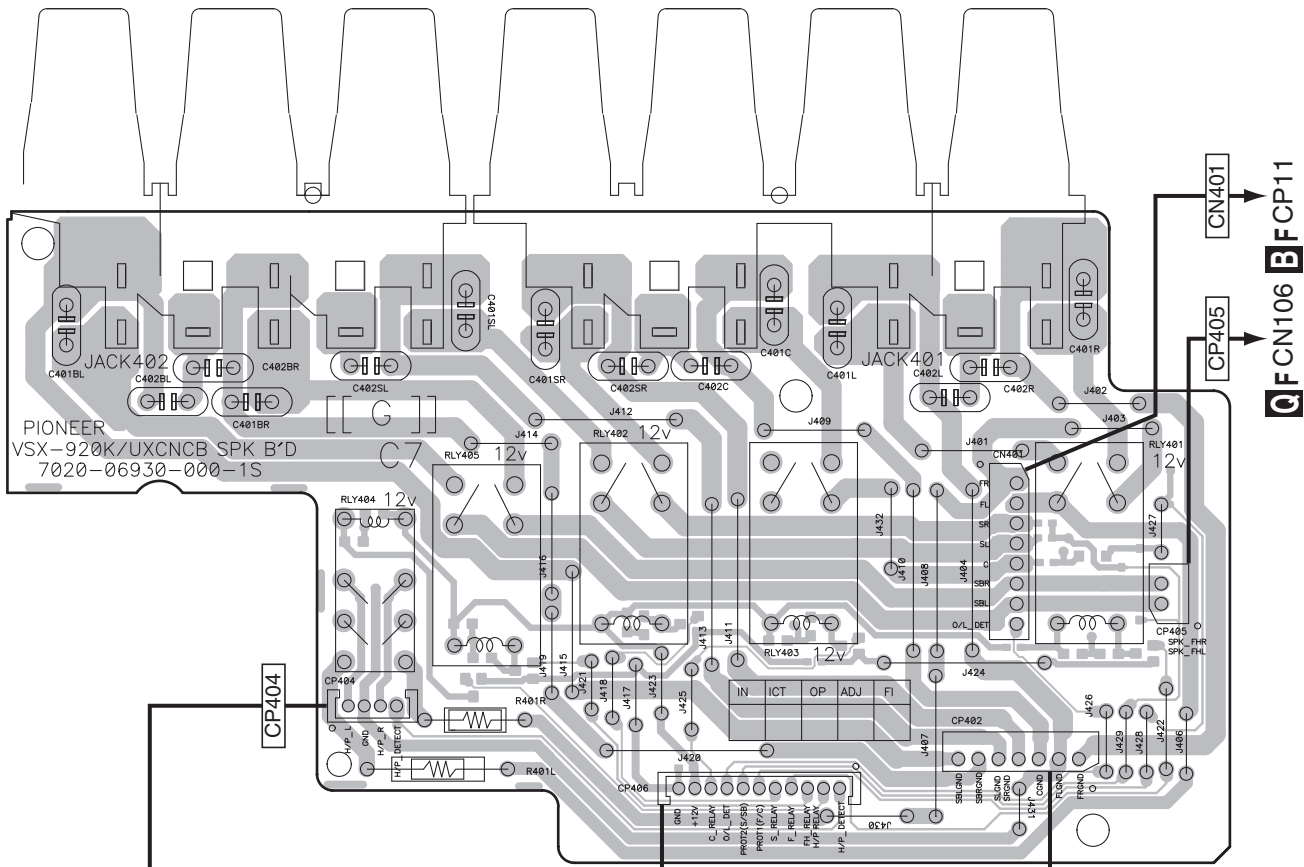 CN401
CP405
Q F CN106 B F CP11
C401BL
JACK402
C402BL
C402BR
C401SL
C402SL
C401BR
C401SR
C402SR
C402C
C401C
C401L
JACK401
C402L
C402R
C401R
PIONEER
VSX-920K/UXCNCB SPK B'D
7020-06930-000-1S
[[ G ]]
C7
J412
J414
J409
J402
J403
J401
RLY405 12v
RLY402 12v
RLY401
12v
CN401
FR
FL
SR
SL
C
SBR
SBL
O/L_DET
RLY404 12v
J416
J432
J410
J408
J404
J427
J413
J411
RLY403 12v
CP405
SPK_FHR
SPK_FHL
J419
J415
J421
J418
J417
J423
J425
J424
CP404
CP404
H/P_L
GND
H/P_R
H/P_DETECT
R401R
R401L
IN ICT OP ADJ FI
J407
CP402
J426
J429
J428
J422
J406
J420
CP406
GND
+12V
C_RELAY
O/L_DET
PROT2(S/SB)
PROT1(F/C)
S_RELAY
F_RELAY
FH_RELAY
H/P RELAY
H/P_DETECT
J430
SBLGND
SBRGND
SLGND
SRGND
CGND
FLGND
FRGND
J431